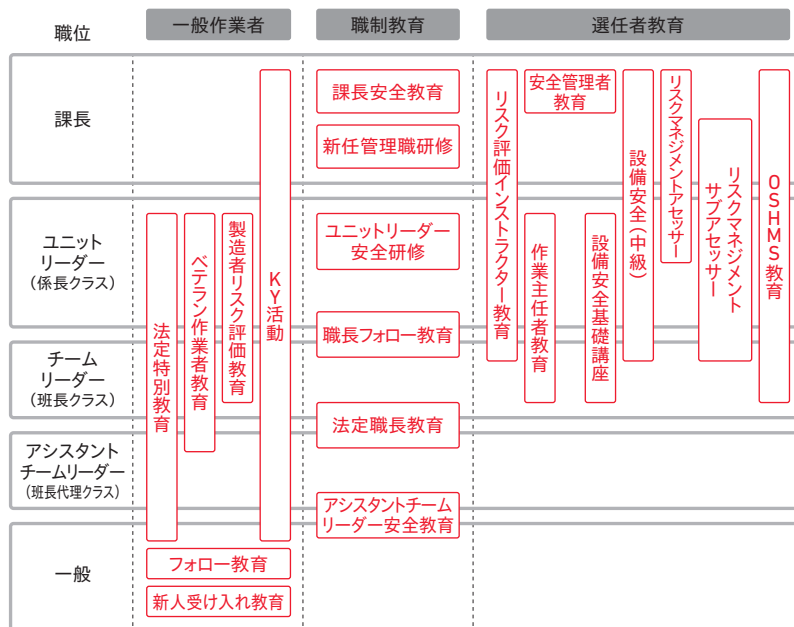 職位
一般作業者
職制教育
選任者教育
課長
ユニット
リーダー
（係長クラス）
チーム
リーダー
（班長クラス）
アシスタント
チームリーダー
（班長代理クラス）
一般
法定特別教育
ベテラン作業者教育
製造者リスク評価教育
KY活動
フォロー教育
新人受け入れ教育
課長安全教育
新任管理職研修
ユニットリーダー
安全研修
職長フォロー教育
法定職長教育
アシスタントチーム
リーダー安全教育
リスク評価インストラクター教育
安全管理者
教育
作業主任者教育
設備安全基礎講座
設備安全（中級）
リスクマネジメントアセッサー
リスクマネジメント
サブアセッサー
OSHMS教育